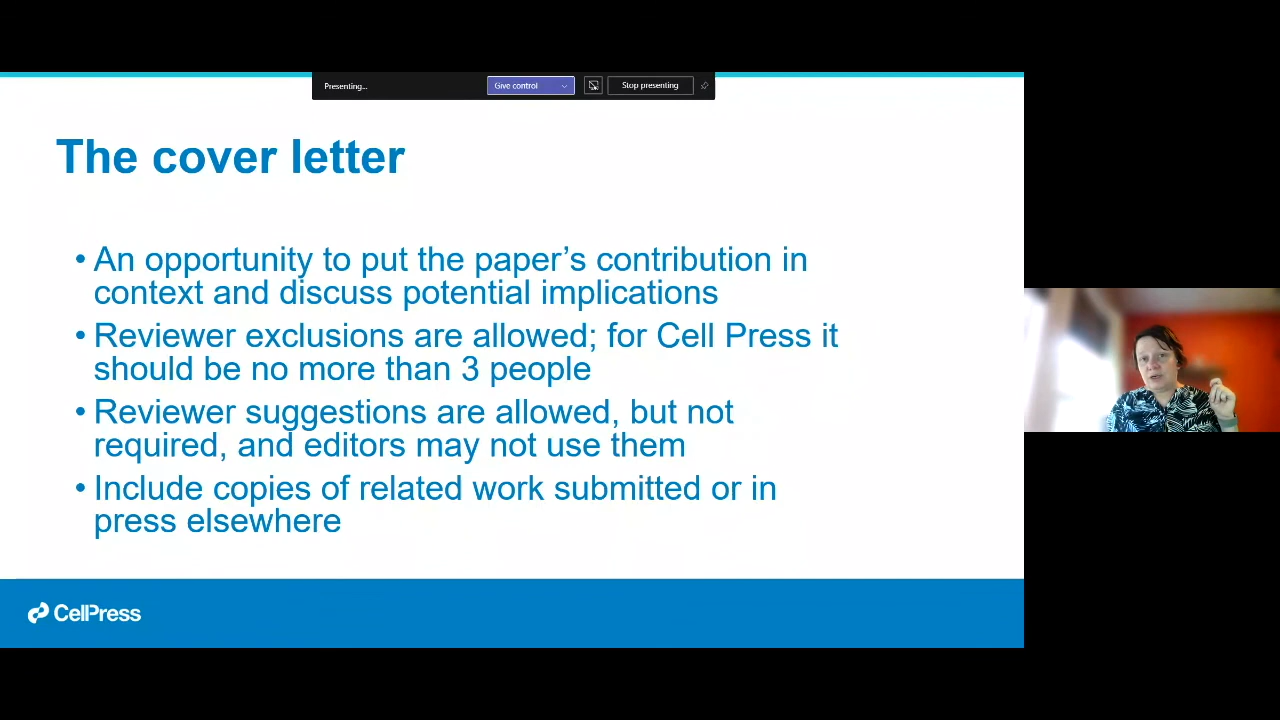 Presenting...
Give control
Stop presenting
The cover letter
• An opportunity to put the paper’s contribution in
context and discuss potential implications
• Reviewer exclusions are allowed; for Cell Press it
should be no more than 3 people
• Reviewer suggestions are allowed, but not
required, and editors may not use them
• Include copies of related work submitted or in
press elsewhere
CellPress